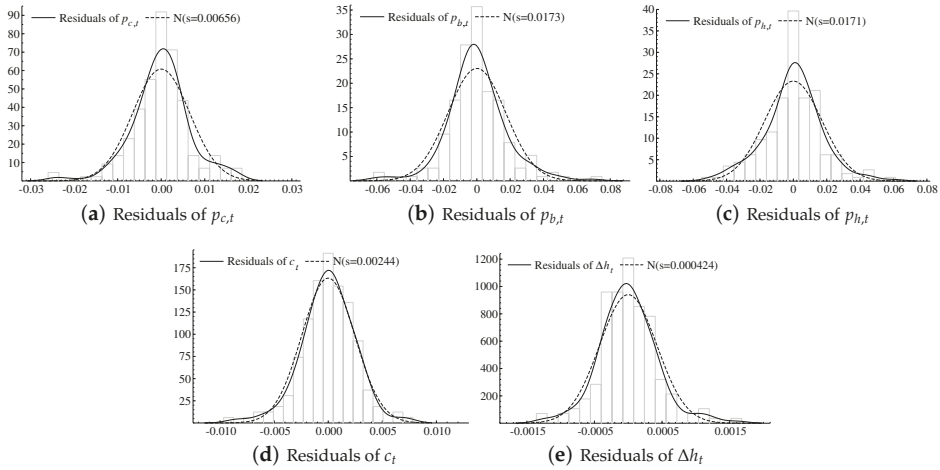 Residuals of p_{c,t} N(s=0.00656)
90
80
70
60
50
40
30
20
10
-0.03 -0.02 -0.01 0.00 0.01 0.02 0.03
(a) Residuals of p_{c,t}
Residuals of p_{b,t} N(s=0.0173)
35
30
25
20
15
10
5
-0.06 -0.04 -0.02 0 0.02 0.04 0.06 0.08
(b) Residuals of p_{b,t}
Residuals of p_{h,t} N(s=0.0171)
40
35
30
25
20
15
10
5
-0.08 -0.06 -0.04 -0.02 0 0.02 0.04 0.06 0.08
(c) Residuals of p_{h,t}
Residuals of c_t N(s=0.00244)
175
150
125
100
75
50
25
-0.010 -0.005 0.000 0.005 0.010
(d) Residuals of c_t
Residuals of Δh_t N(s=0.000424)
1200
1000
800
600
400
200
-0.0015 -0.0005 0.0005 0.0015
(e) Residuals of Δh_t